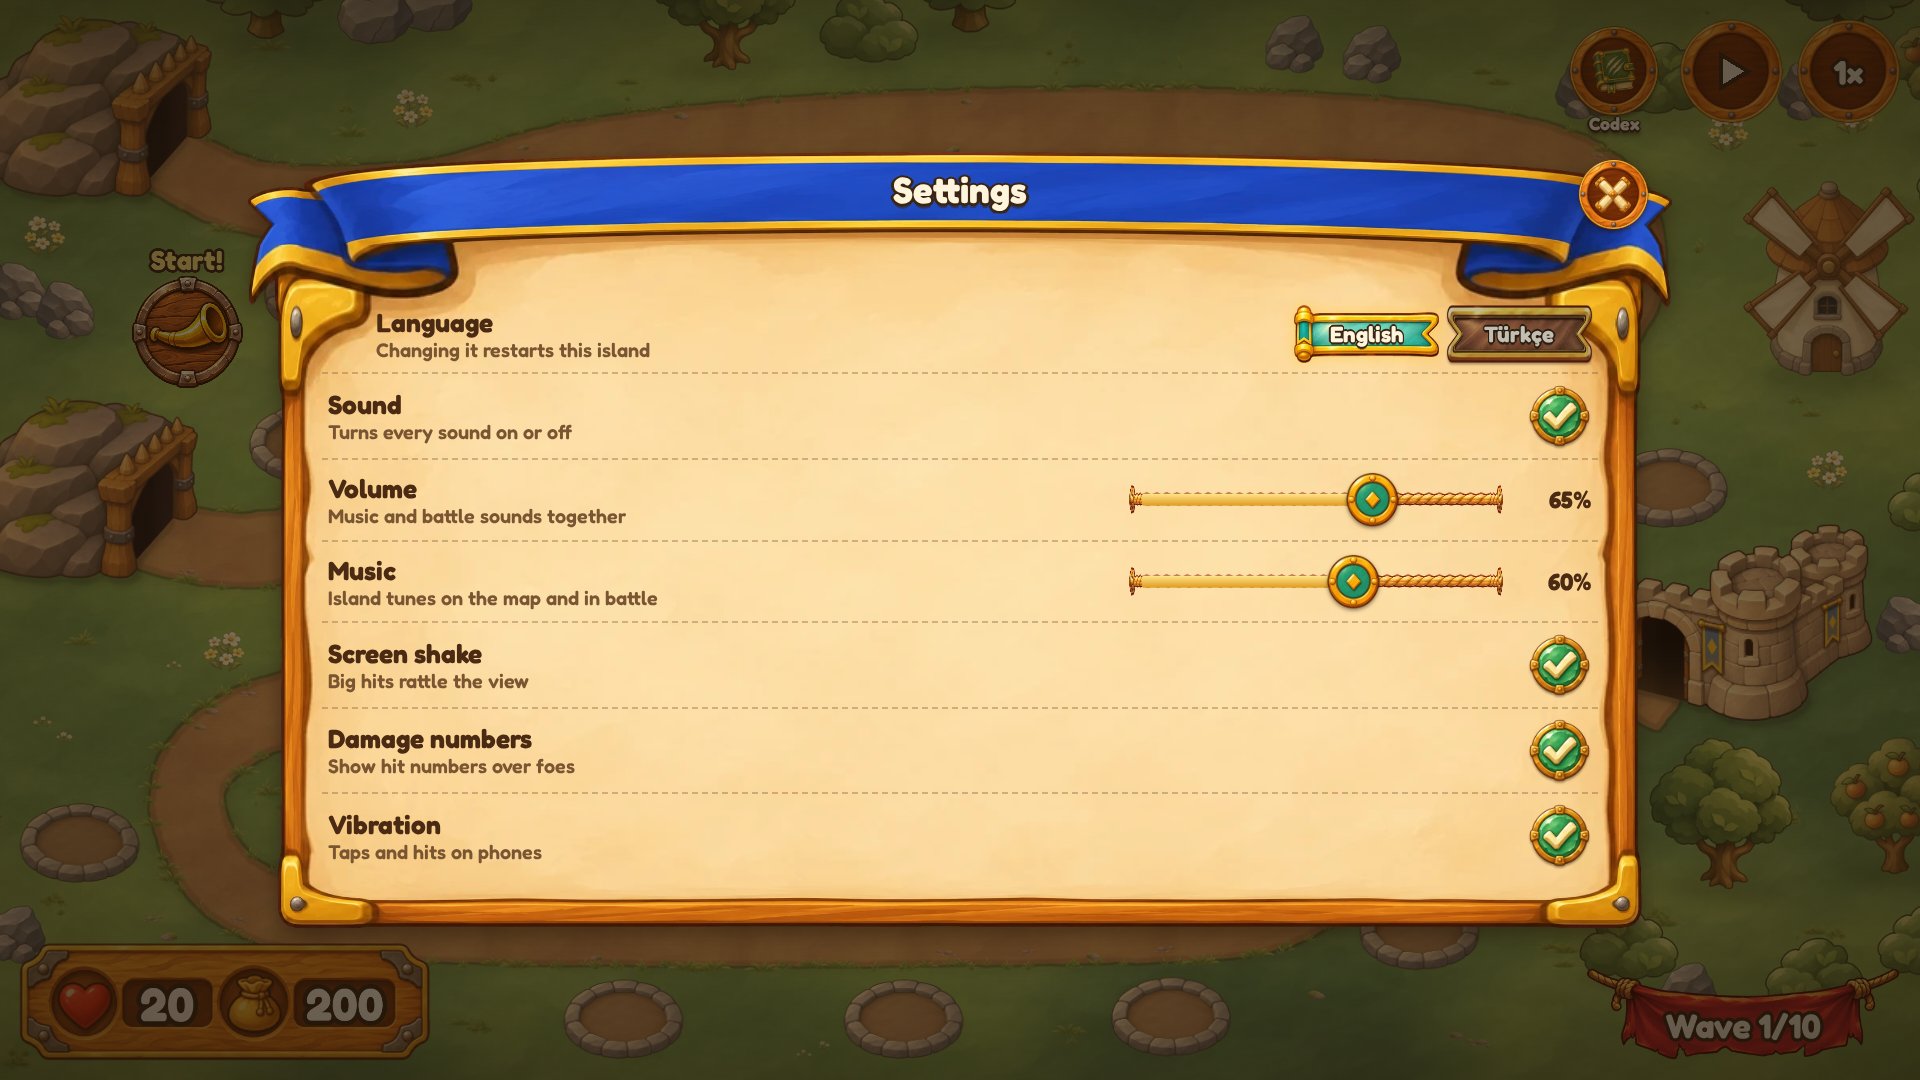 Codex
1x
Settings
Start!
Language
Changing it restarts this island
English
Türkçe
Sound
Turns every sound on or off
Volume
Music and battle sounds together
65%
Music
Island tunes on the map and in battle
60%
Screen shake
Big hits rattle the view
Damage numbers
Show hit numbers over foes
Vibration
Taps and hits on phones
20
200
Wave 1/10